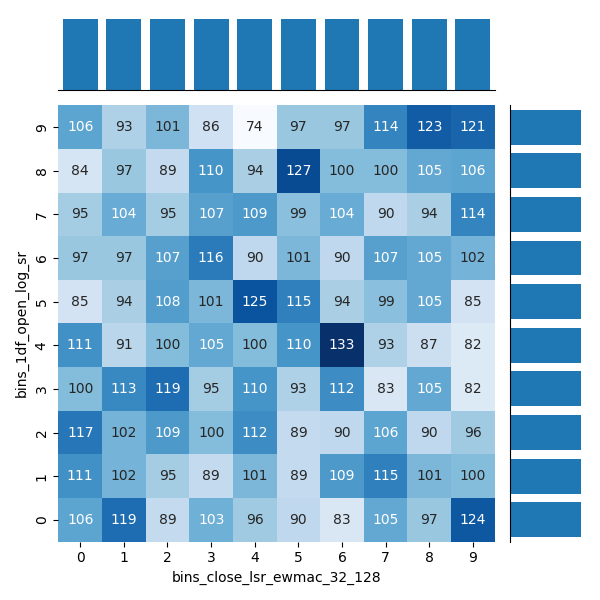 9 106 93 101 86 74 97 97 114 123 121
8 84 97 89 110 94 127 100 100 105 106
7 95 104 95 107 109 99 104 90 94 114
6 97 97 107 116 90 101 90 107 105 102
5 85 94 108 101 125 115 94 99 105 85
4 111 91 100 105 100 110 133 93 87 82
3 100 113 119 95 110 93 112 83 105 82
2 117 102 109 100 112 89 90 106 90 96
1 111 102 95 89 101 89 109 115 101 100
0 106 119 89 103 96 90 83 105 97 124
0 1 2 3 4 5 6 7 8 9
bins_close_lsr_ewmac_32_128
bins_1df_open_log_sr